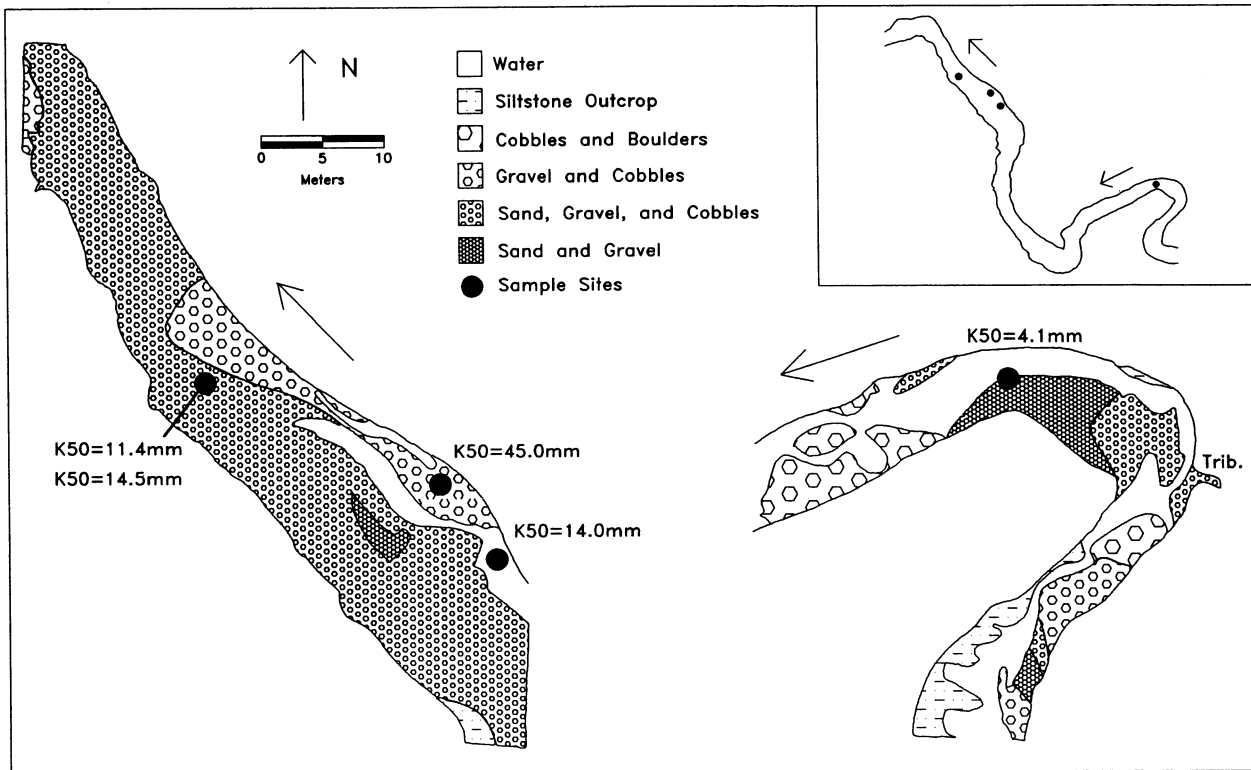 N
0 5 10
Meters
Water
Siltstone Outcrop
Cobbles and Boulders
Gravel and Cobbles
Sand, Gravel, and Cobbles
Sand and Gravel
Sample Sites
K50=11.4mm
K50=14.5mm
K50=45.0mm
K50=14.0mm
K50=4.1mm
Trib.